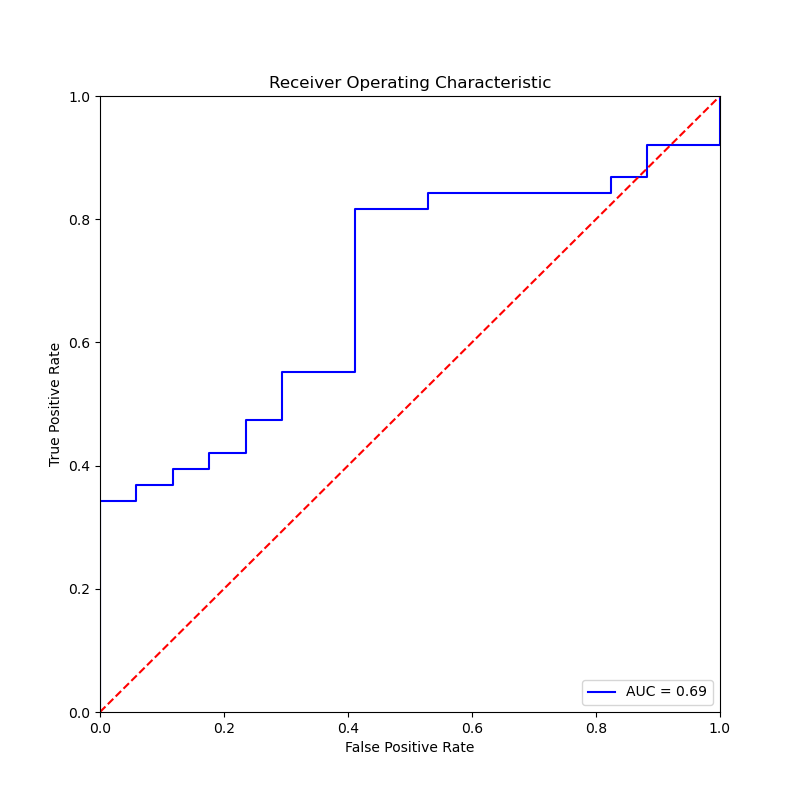 Receiver Operating Characteristic
1.0
0.8
0.6
0.4
0.2
0.0
True Positive Rate
AUC = 0.69
0.0 0.2 0.4 0.6 0.8 1.0
False Positive Rate